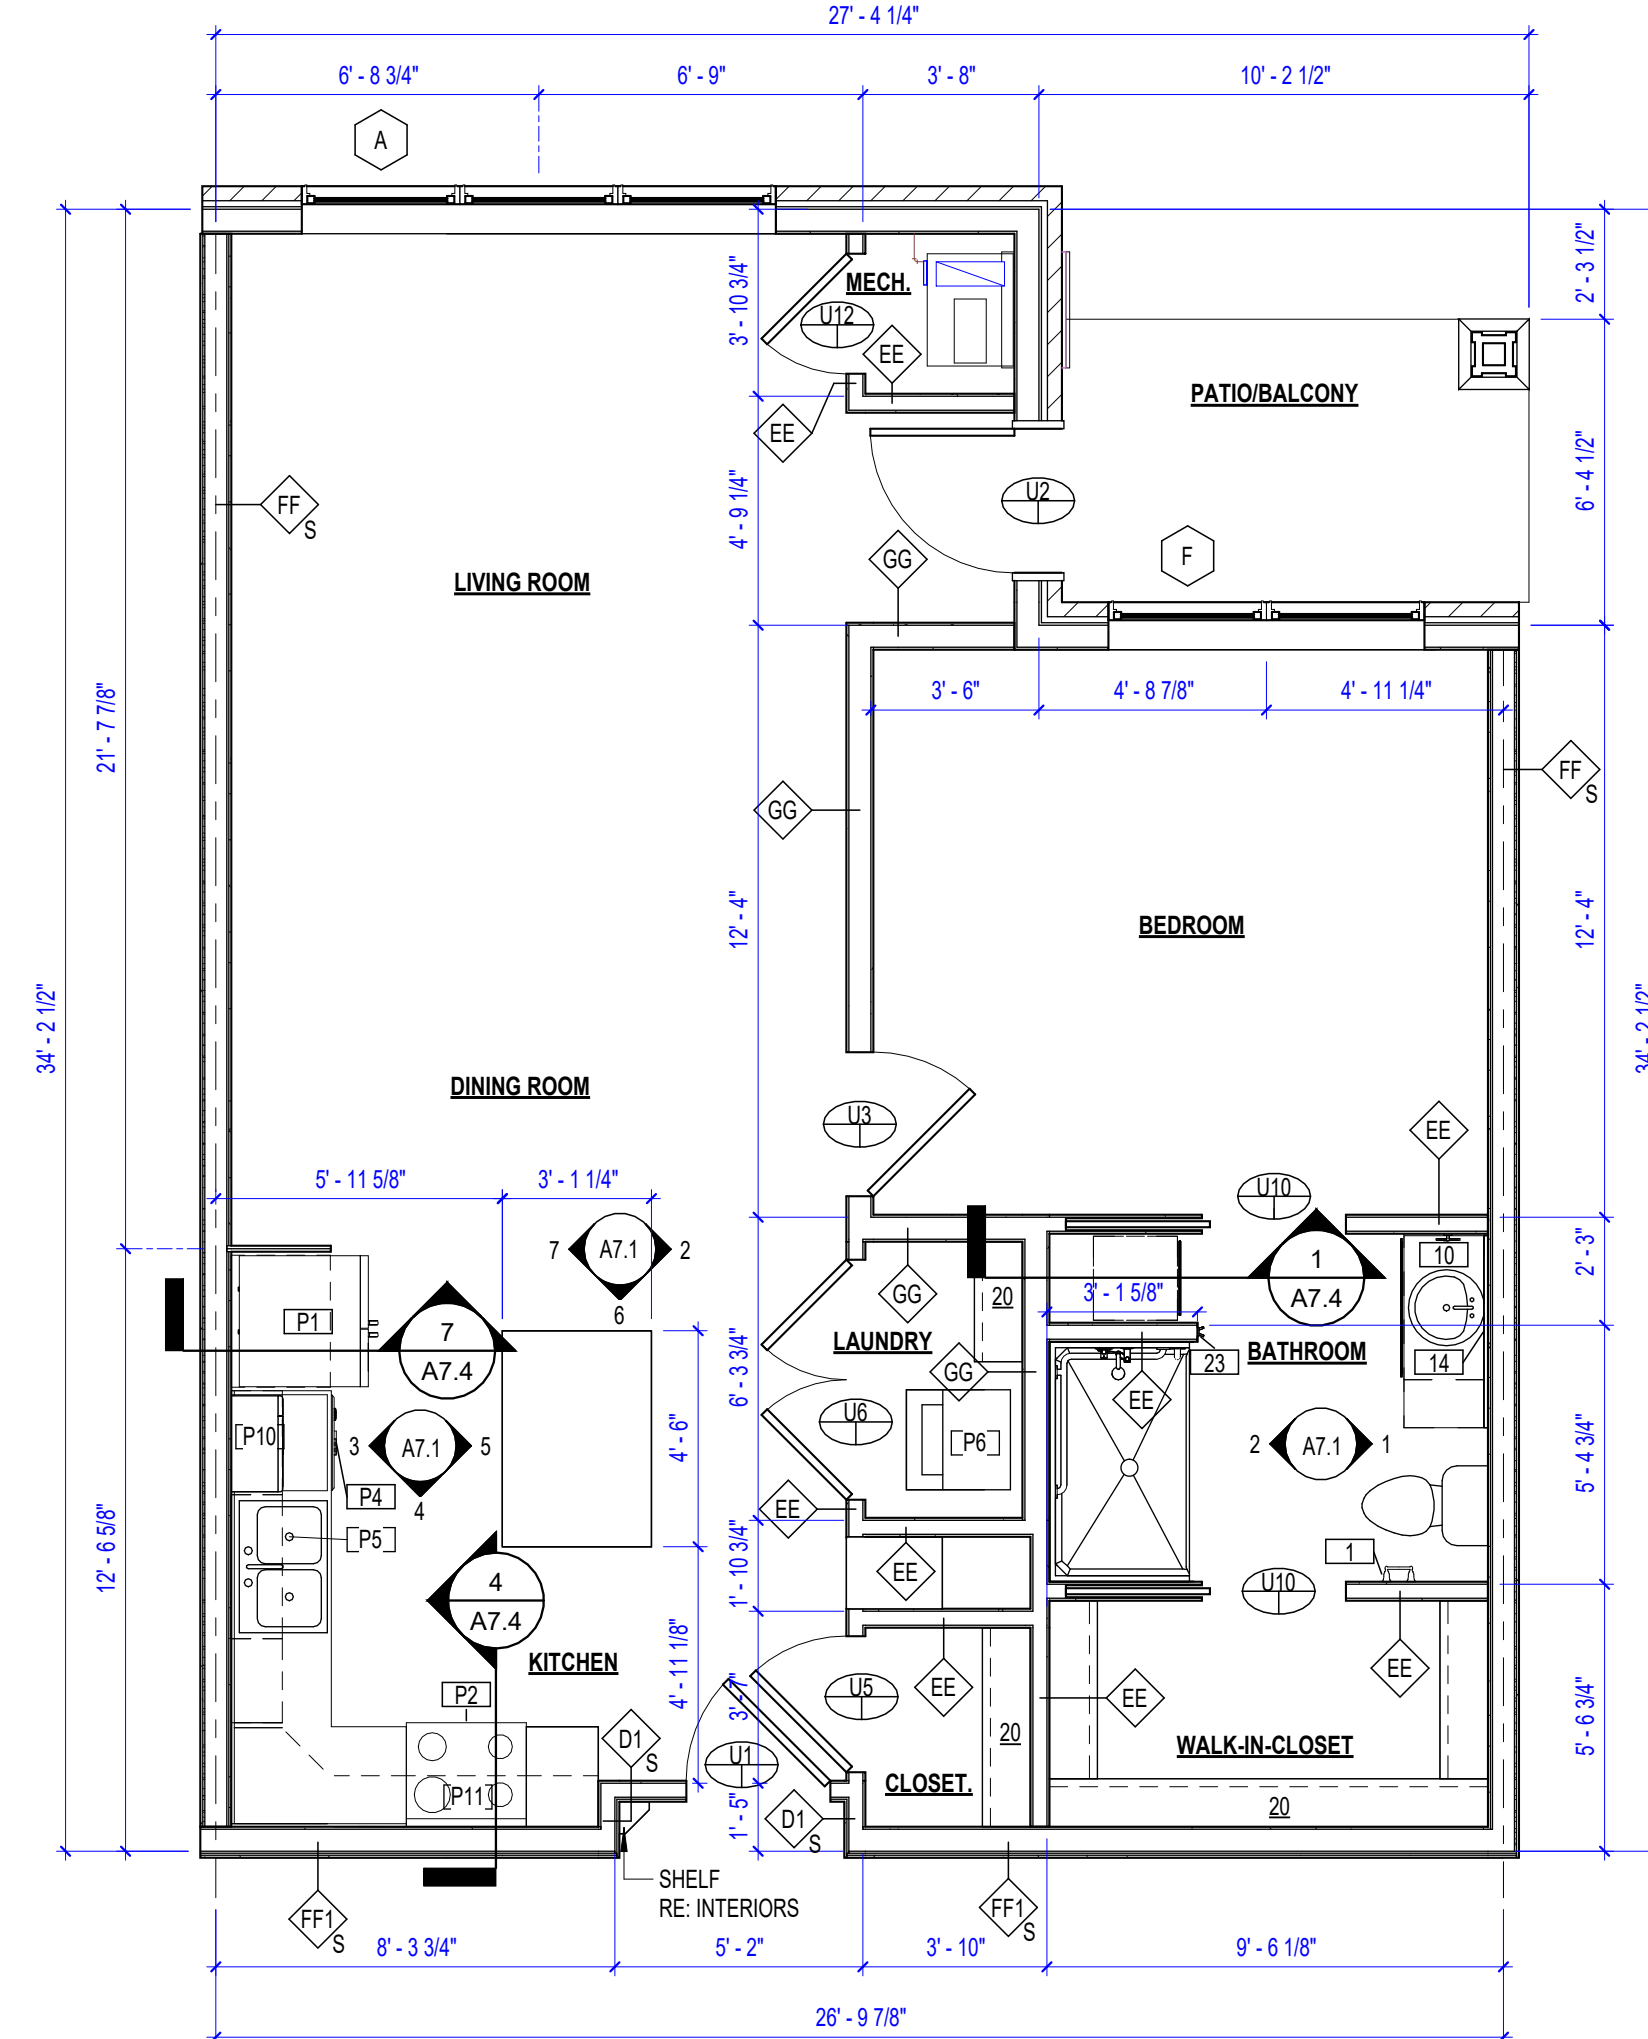 27' - 4 1/4"
6' - 8 3/4"
6' - 9"
3' - 8"
10' - 2 1/2"
A
MECH.
U12
EE
EE
3' - 10 3/4"
2' - 3 1/2"
PATIO/BALCONY
6' - 4 1/2"
4' - 9 1/4"
U2
FF
S
GG
F
LIVING ROOM
3' - 6"
4' - 8 7/8"
4' - 11 1/4"
21' - 7 7/8"
GG
FF
S
12' - 4"
BEDROOM
12' - 4"
34' - 2 1/2"
34' - 2 1/2"
DINING ROOM
U3
EE
5' - 11 5/8"
3' - 1 1/4"
U10
7
A7.1
2
6
1
A7.4
10
2' - 3"
GG
20
3' - 1 5/8"
P1
7
A7.4
LAUNDRY
GG
BATHROOM
23
14
EE
6' - 3 3/4"
U6
P6
P10
3
A7.1
5
4
4' - 6"
2
A7.1
1
5' - 4 3/4"
P4
P5
EE
12' - 6 5/8"
1' - 10 3/4"
EE
1
4
A7.4
U10
KITCHEN
4' - 11 1/8"
3' - 7"
U5
EE
EE
EE
P2
D1
S
U1
20
WALK-IN-CLOSET
5' - 6 3/4"
P11
CLOSET.
20
1' - 5"
D1
S
SHELF
RE: INTERIORS
FF1
S
FF1
S
8' - 3 3/4"
5' - 2"
3' - 10"
9' - 6 1/8"
26' - 9 7/8"